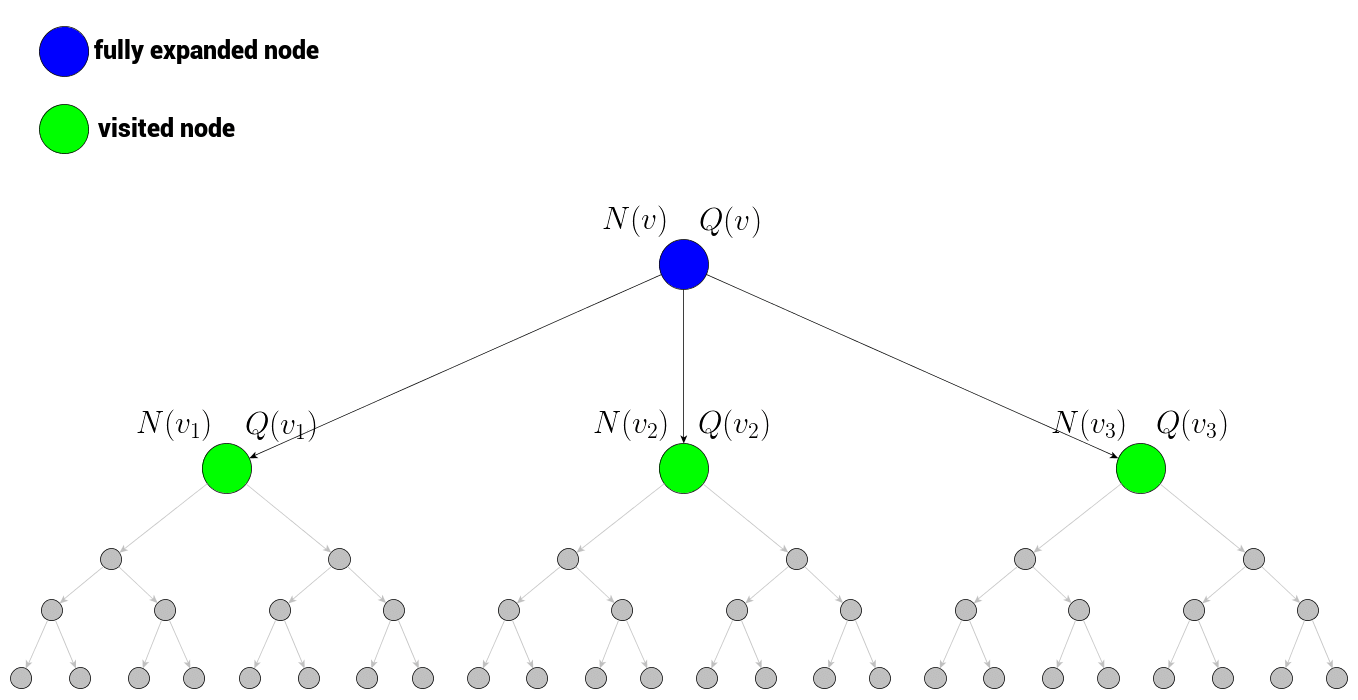 fully expanded node
visited node
N(v) Q(v)
N(v₁) Q(v₁) N(v₂) Q(v₂) N(v₃) Q(v₃)